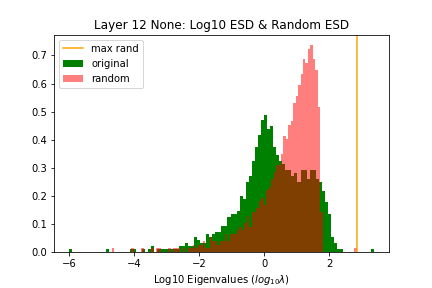 Layer 12 None: Log10 ESD & Random ESD
max rand
original
random
0.7
0.6
0.5
0.4
0.3
0.2
0.1
0.0
−6 −4 −2 0 2
Log10 Eigenvalues (log10λ)